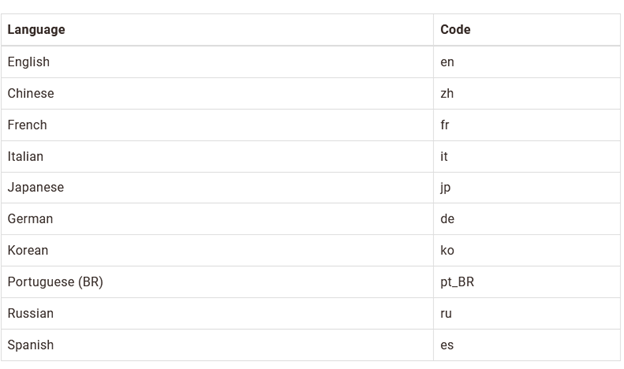 Language Code
English en
Chinese zh
French fr
Italian it
Japanese jp
German de
Korean ko
Portuguese (BR) pt_BR
Russian ru
Spanish es